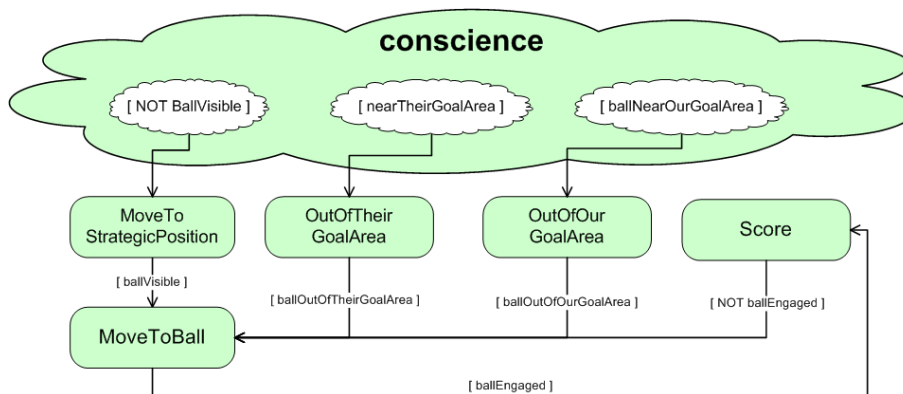 conscience
[ NOT BallVisible ]
[ nearTheirGoalArea ]
[ ballNearOurGoalArea ]
MoveTo
StrategicPosition
OutOfTheir
GoalArea
OutOfOur
GoalArea
Score
[ ballVisible ]
[ ballOutOfTheirGoalArea ]
[ ballOutOfOurGoalArea ]
[ NOT ballEngaged ]
MoveToBall
[ ballEngaged ]